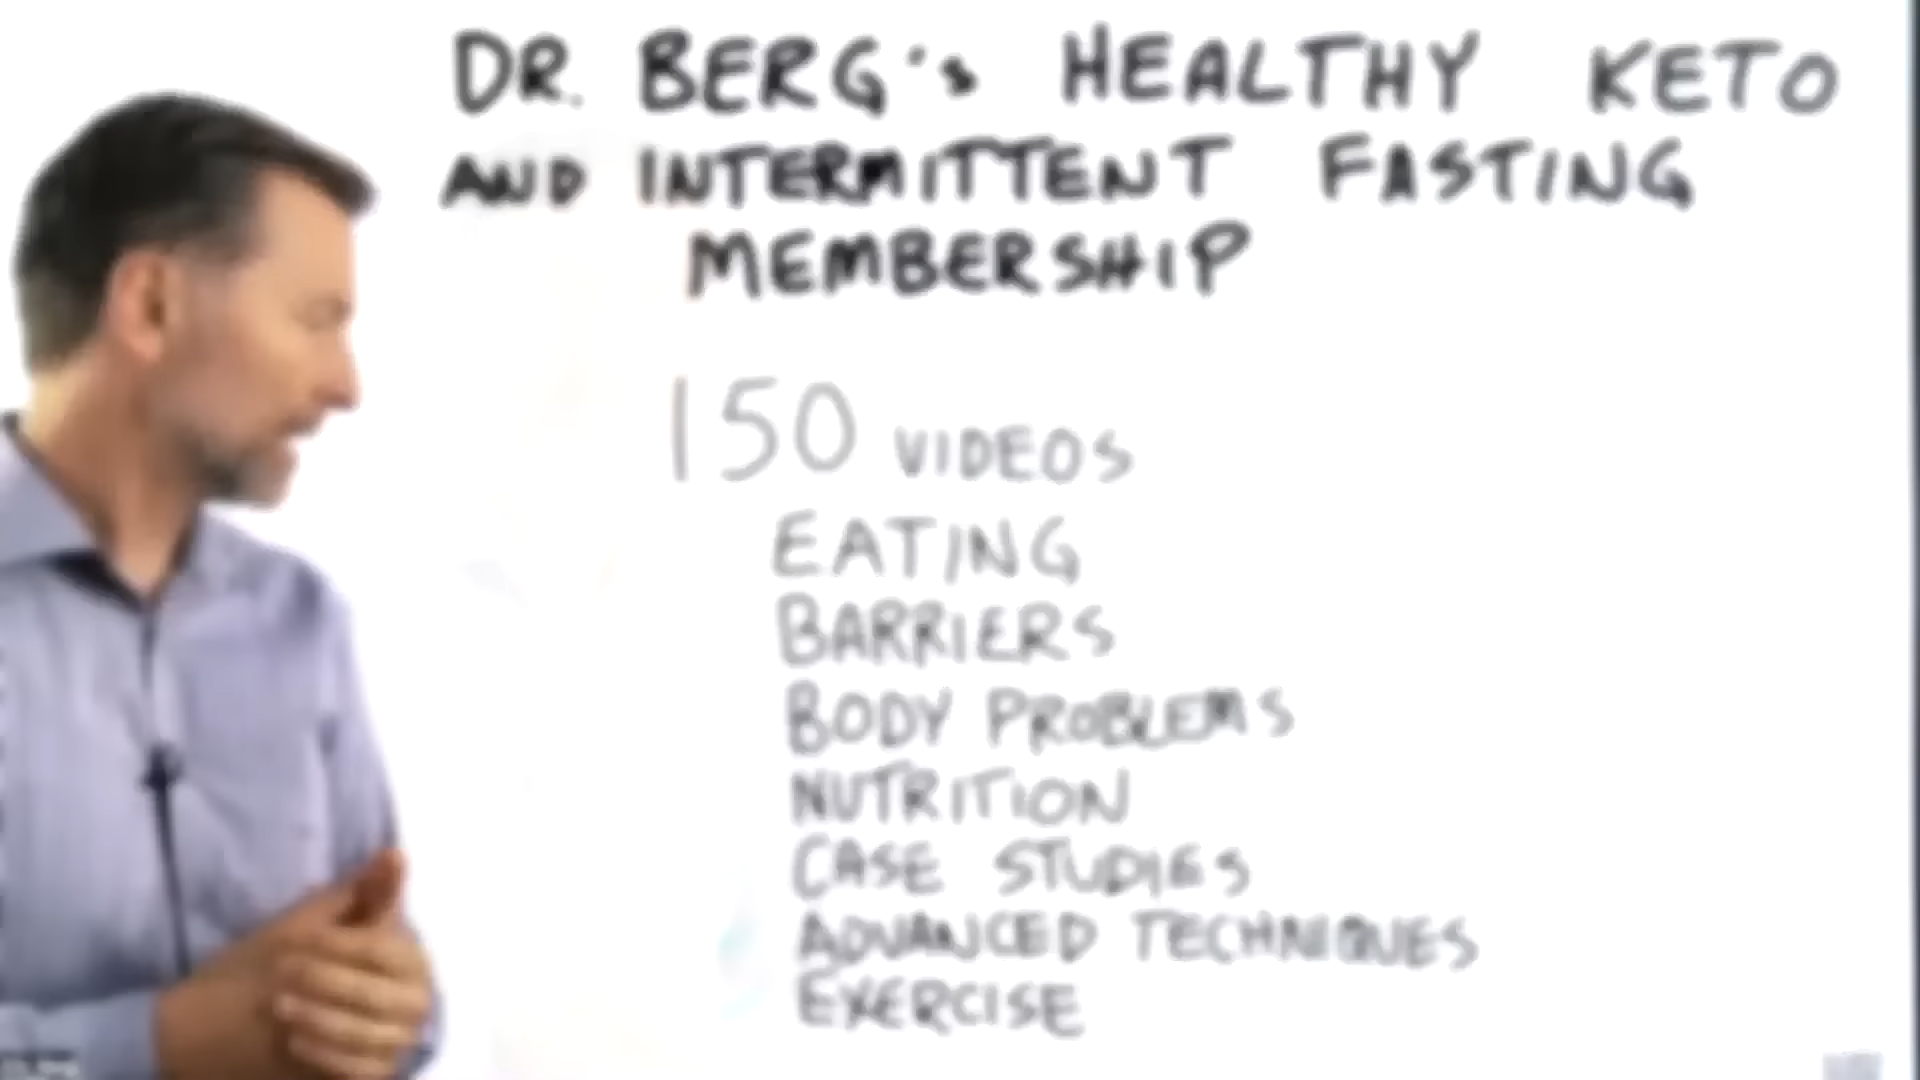 DR. BERG's HEALTHY KETO
AND INTERMITTENT FASTING
MEMBERSHIP
150 VIDEOS
EATING
BARRIERS
BODY PROBLEMS
NUTRITION
CASE STUDIES
ADVANCED TECHNIQUES
EXERCISE